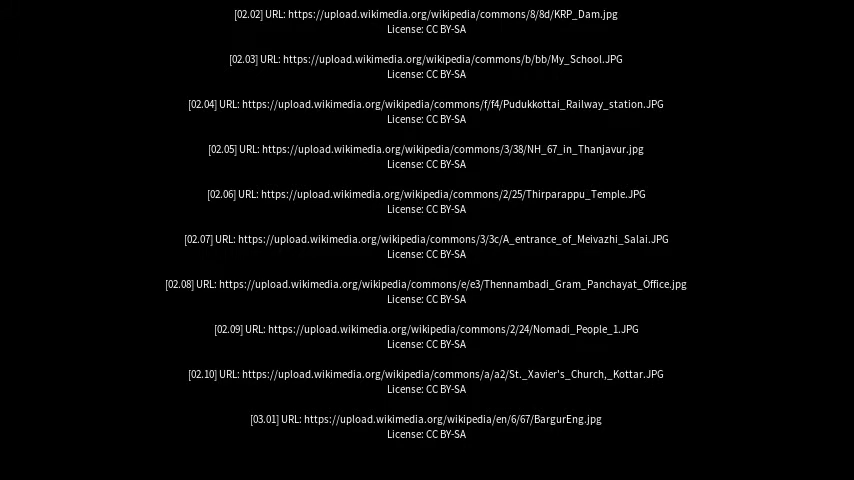 [02.02] URL: https://upload.wikimedia.org/wikipedia/commons/8/8d/KRP_Dam.jpg
License: CC BY-SA
[02.03] URL: https://upload.wikimedia.org/wikipedia/commons/b/bb/My_School.JPG
License: CC BY-SA
[02.04] URL: https://upload.wikimedia.org/wikipedia/commons/f/f4/Pudukkottai_Railway_station.JPG
License: CC BY-SA
[02.05] URL: https://upload.wikimedia.org/wikipedia/commons/3/38/NH_67_in_Thanjavur.jpg
License: CC BY-SA
[02.06] URL: https://upload.wikimedia.org/wikipedia/commons/2/25/Thirparappu_Temple.JPG
License: CC BY-SA
[02.07] URL: https://upload.wikimedia.org/wikipedia/commons/3/3c/A_entrance_of_Meivazhi_Salai.JPG
License: CC BY-SA
[02.08] URL: https://upload.wikimedia.org/wikipedia/commons/e/e3/Thennambadi_Gram_Panchayat_Office.jpg
License: CC BY-SA
[02.09] URL: https://upload.wikimedia.org/wikipedia/commons/2/24/Nomadi_People_1.JPG
License: CC BY-SA
[02.10] URL: https://upload.wikimedia.org/wikipedia/commons/a/a2/St._Xavier's_Church,_Kottar.JPG
License: CC BY-SA
[03.01] URL: https://upload.wikimedia.org/wikipedia/en/6/67/BargurEng.jpg
License: CC BY-SA